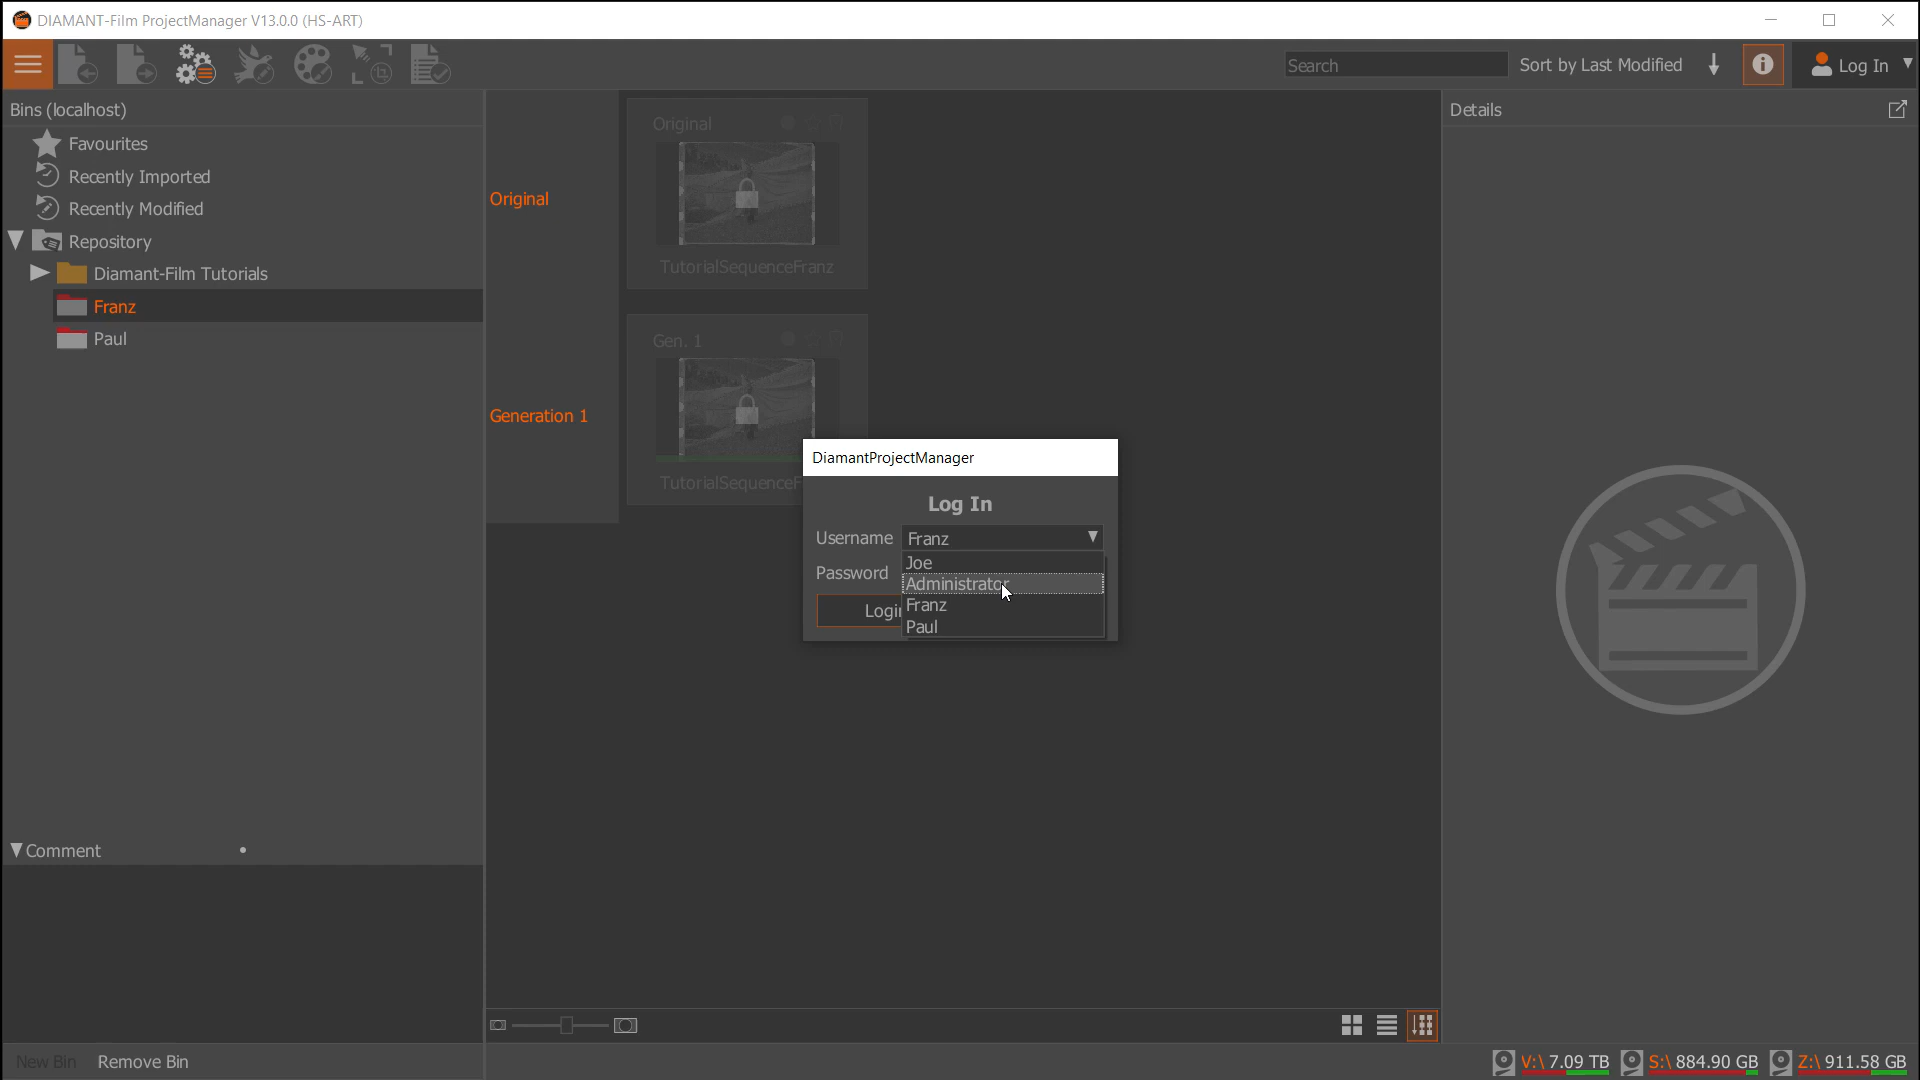 DIAMANT-Film ProjectManager V13.0.0 (HS-ART)
Search
Sort by Last Modified
Log In
Bins (localhost)
Favourites
Recently Imported
Recently Modified
Repository
Diamant-Film Tutorials
Franz
Paul
Comment
New Bin
Remove Bin
Original
Original
TutorialSequenceFranz
Generation 1
Gen. 1
TutorialSequenceF
DiamantProjectManager
Log In
Username
Franz
Password
Joe
Administrator
Franz
Paul
Login
Details
V:\ 7.09 TB
S:\ 884.90 GB
Z:\ 911.58 GB